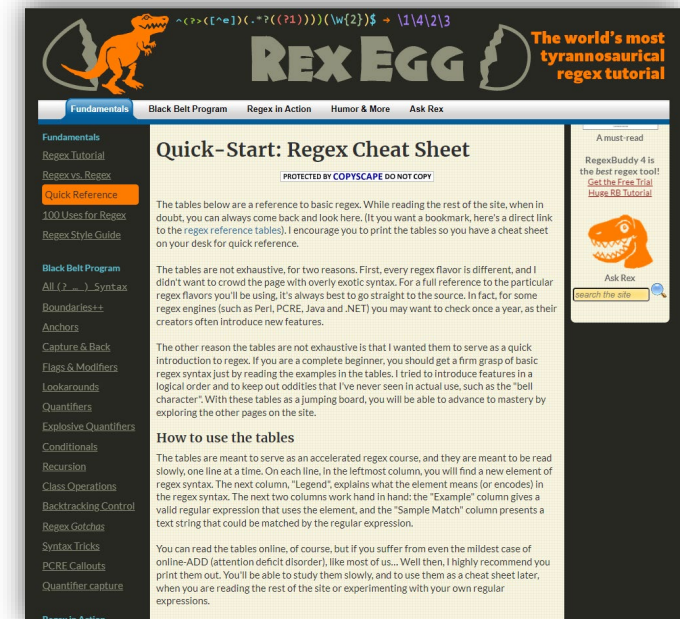 ^(?>([^e])(.*?((?1))))(\w{2})$ → \1\4\2\3
REX EGG
The world's most
tyrannosaurical
regex tutorial
Fundamentals Black Belt Program Regex in Action Humor & More Ask Rex
Fundamentals
Regex Tutorial
Regex vs. Regex
Quick Reference
100 Uses for Regex
Regex Style Guide
Black Belt Program
All (? … ) Syntax
Boundaries++
Anchors
Capture & Back
Flags & Modifiers
Lookarounds
Quantifiers
Explosive Quantifiers
Conditionals
Recursion
Class Operations
Backtracking Control
Regex Gotchas
Syntax Tricks
PCRE Callouts
Quantifier capture
Quick-Start: Regex Cheat Sheet
PROTECTED BY COPYSCAPE DO NOT COPY
The tables below are a reference to basic regex. While reading the rest of the site, when in
doubt, you can always come back and look here. (It you want a bookmark, here's a direct link
to the regex reference tables). I encourage you to print the tables so you have a cheat sheet
on your desk for quick reference.
The tables are not exhaustive, for two reasons. First, every regex flavor is different, and I
didn't want to crowd the page with overly exotic syntax. For a full reference to the particular
regex flavors you'll be using, it's always best to go straight to the source. In fact, for some
regex engines (such as Perl, PCRE, Java and .NET) you may want to check once a year, as their
creators often introduce new features.
The other reason the tables are not exhaustive is that I wanted them to serve as a quick
introduction to regex. If you are a complete beginner, you should get a firm grasp of basic
regex syntax just by reading the examples in the tables. I tried to introduce features in a
logical order and to keep out oddities that I've never seen in actual use, such as the "bell
character". With these tables as a jumping board, you will be able to advance to mastery by
exploring the other pages on the site.
How to use the tables
The tables are meant to serve as an accelerated regex course, and they are meant to be read
slowly, one line at a time. On each line, in the leftmost column, you will find a new element of
regex syntax. The next column, "Legend", explains what the element means (or encodes) in
the regex syntax. The next two columns work hand in hand: the "Example" column gives a
valid regular expression that uses the element, and the "Sample Match" column presents a
text string that could be matched by the regular expression.
You can read the tables online, of course, but if you suffer from even the mildest case of
online-ADD (attention deficit disorder), like most of us… Well then, I highly recommend you
print them out. You'll be able to study them slowly, and to use them as a cheat sheet later,
when you are reading the rest of the site or experimenting with your own regular
expressions.
A must-read
RegexBuddy 4 is
the best regex tool!
Get the Free Trial
Huge RB Tutorial
Ask Rex
search the site